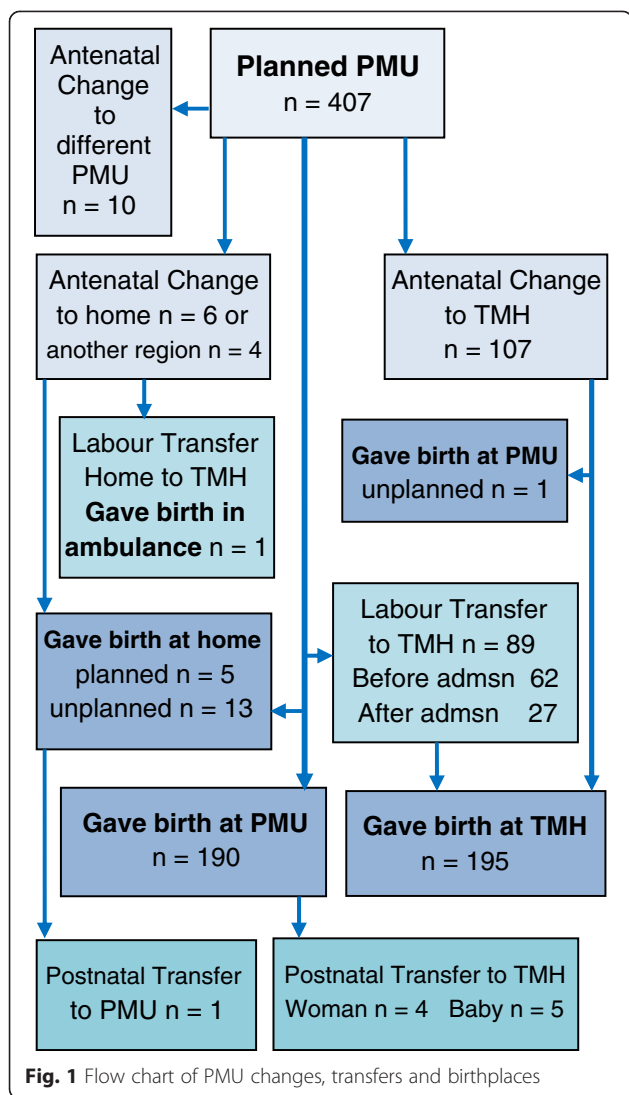 Antenatal
Change
to
different
PMU
n = 10
Planned PMU
n = 407
Antenatal Change
to home n = 6 or
another region n = 4
Antenatal Change
to TMH
n = 107
Labour Transfer
Home to TMH
Gave birth in
ambulance n = 1
Gave birth at PMU
unplanned n = 1
Gave birth at home
planned n = 5
unplanned n = 13
Labour Transfer
to TMH n = 89
Before admsn 62
After admsn 27
Gave birth at PMU
n = 190
Gave birth at TMH
n = 195
Postnatal Transfer
to PMU n = 1
Postnatal Transfer to TMH
Woman n = 4 Baby n = 5
Fig. 1 Flow chart of PMU changes, transfers and birthplaces